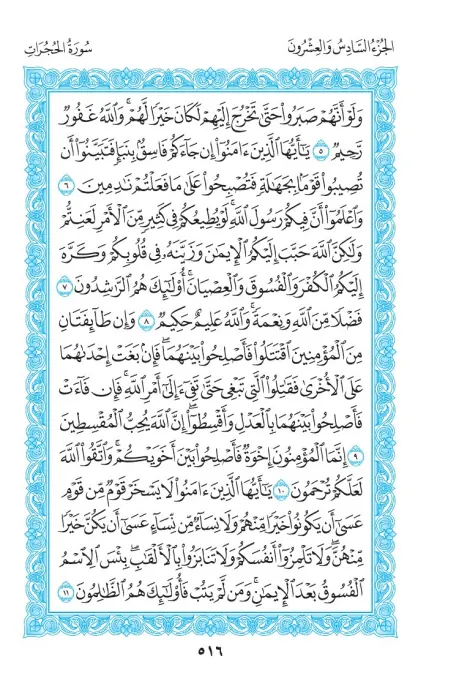 الجُزْءُ السَّادِسُ وَالعِشْرُونَ
سُورَةُ الحُجُرَاتِ
وَلَوْ أَنَّهُمْ صَبَرُوا۟ حَتَّىٰ تَخْرُجَ إِلَيْهِمْ لَكَانَ خَيْرًا لَّهُمْ ۚ وَٱللَّهُ غَفُورٌ
رَّحِيمٌ ٥ يَٰٓأَيُّهَا ٱلَّذِينَ ءَامَنُوٓا۟ إِن جَآءَكُمْ فَاسِقٌۢ بِنَبَإٍ فَتَبَيَّنُوٓا۟ أَن
تُصِيبُوا۟ قَوْمًۢا بِجَهَٰلَةٍ فَتُصْبِحُوا۟ عَلَىٰ مَا فَعَلْتُمْ نَٰدِمِينَ ٦
وَٱعْلَمُوٓا۟ أَنَّ فِيكُمْ رَسُولَ ٱللَّهِ ۚ لَوْ يُطِيعُكُمْ فِى كَثِيرٍ مِّنَ ٱلْأَمْرِ لَعَنِتُّمْ
وَلَٰكِنَّ ٱللَّهَ حَبَّبَ إِلَيْكُمُ ٱلْإِيمَٰنَ وَزَيَّنَهُۥ فِى قُلُوبِكُمْ وَكَرَّهَ
إِلَيْكُمُ ٱلْكُفْرَ وَٱلْفُسُوقَ وَٱلْعِصْيَانَ ۚ أُو۟لَٰٓئِكَ هُمُ ٱلرَّٰشِدُونَ ٧
فَضْلًا مِّنَ ٱللَّهِ وَنِعْمَةً ۚ وَٱللَّهُ عَلِيمٌ حَكِيمٌ ٨ وَإِن طَآئِفَتَانِ
مِنَ ٱلْمُؤْمِنِينَ ٱقْتَتَلُوا۟ فَأَصْلِحُوا۟ بَيْنَهُمَا ۖ فَإِنۢ بَغَتْ إِحْدَىٰهُمَا
عَلَى ٱلْأُخْرَىٰ فَقَٰتِلُوا۟ ٱلَّتِى تَبْغِى حَتَّىٰ تَفِىٓءَ إِلَىٰٓ أَمْرِ ٱللَّهِ ۚ فَإِن فَآءَتْ
فَأَصْلِحُوا۟ بَيْنَهُمَا بِٱلْعَدْلِ وَأَقْسِطُوٓا۟ ۖ إِنَّ ٱللَّهَ يُحِبُّ ٱلْمُقْسِطِينَ
٩ إِنَّمَا ٱلْمُؤْمِنُونَ إِخْوَةٌ فَأَصْلِحُوا۟ بَيْنَ أَخَوَيْكُمْ ۚ وَٱتَّقُوا۟ ٱللَّهَ
لَعَلَّكُمْ تُرْحَمُونَ ١٠ يَٰٓأَيُّهَا ٱلَّذِينَ ءَامَنُوا۟ لَا يَسْخَرْ قَوْمٌ مِّن قَوْمٍ
عَسَىٰٓ أَن يَكُونُوا۟ خَيْرًا مِّنْهُمْ وَلَا نِسَآءٌ مِّن نِّسَآءٍ عَسَىٰٓ أَن يَكُنَّ خَيْرًا
مِّنْهُنَّ ۖ وَلَا تَلْمِزُوٓا۟ أَنفُسَكُمْ وَلَا تَنَابَزُوا۟ بِٱلْأَلْقَٰبِ ۖ بِئْسَ ٱلِٱسْمُ
ٱلْفُسُوقُ بَعْدَ ٱلْإِيمَٰنِ ۚ وَمَن لَّمْ يَتُبْ فَأُو۟لَٰٓئِكَ هُمُ ٱلظَّٰلِمُونَ ١١
٥١٦